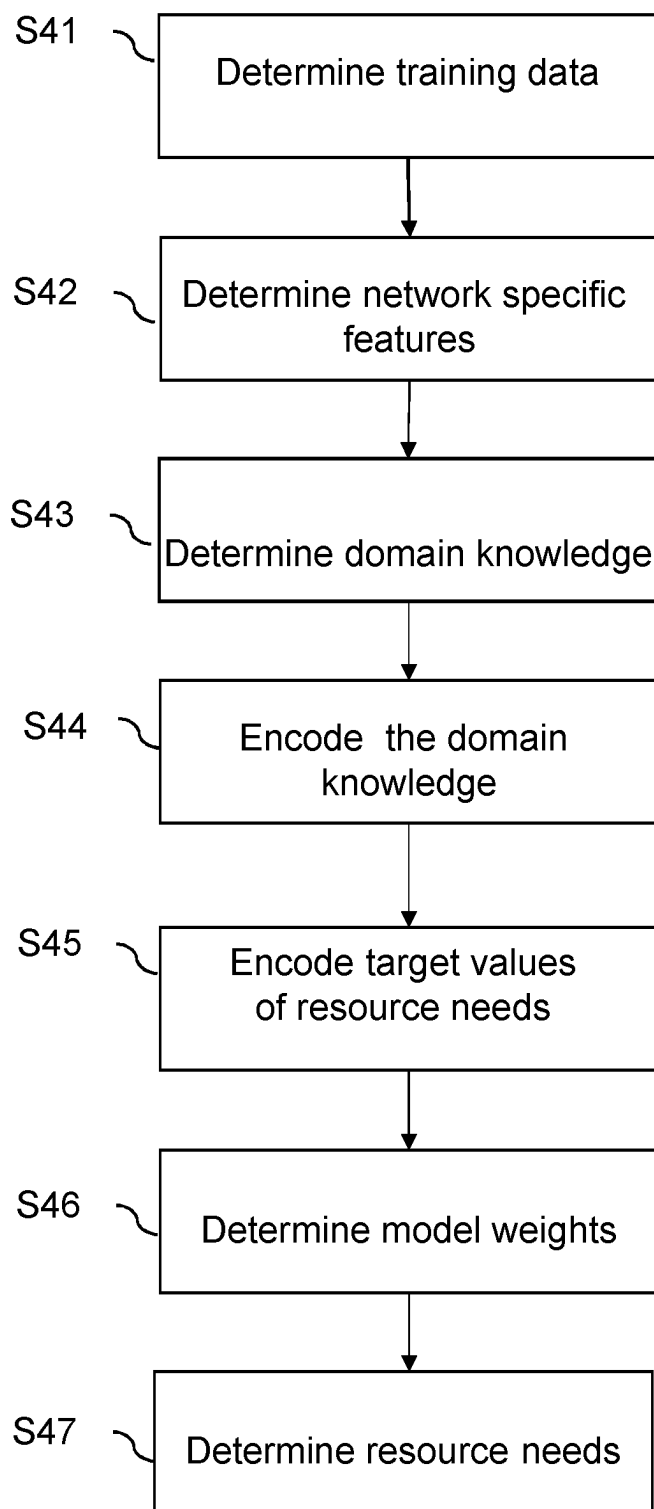 S41
Determine training data
S42
Determine network specific
features
S43
Determine domain knowledge
S44
Encode the domain
knowledge
S45
Encode target values
of resource needs
S46
Determine model weights
S47
Determine resource needs